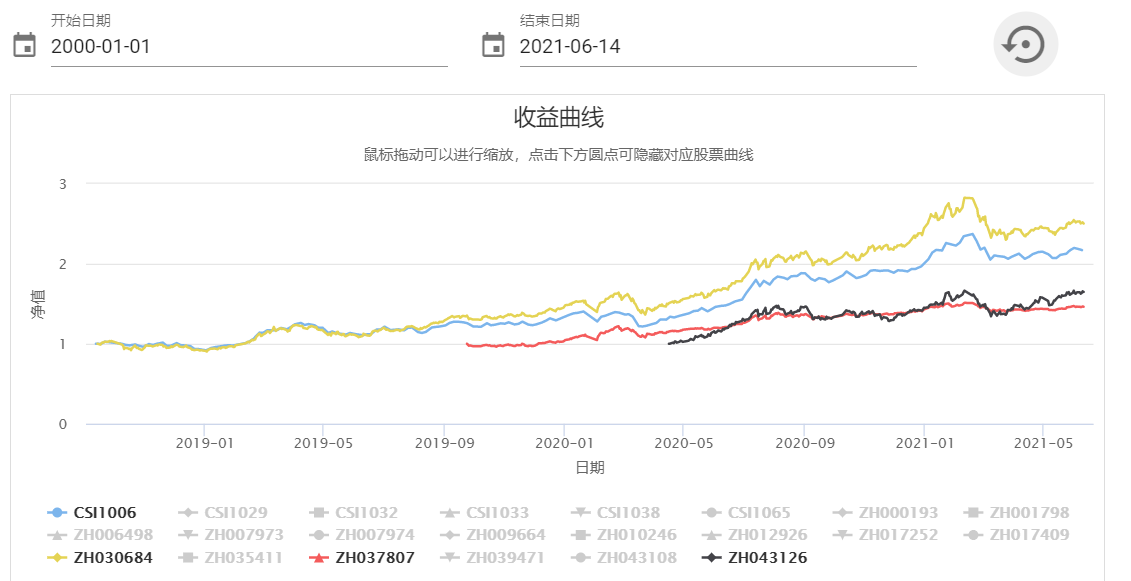 开始日期 结束日期
2000-01-01 2021-06-14
收益曲线
鼠标拖动可以进行缩放，点击下方圆点可隐藏对应股票曲线
3
2
净值
1
0
2019-01 2019-05 2019-09 2020-01 2020-05 2020-09 2021-01 2021-05
日期
CSI1006 CSI1029 CSI1032 CSI1033 CSI1038 CSI1065 ZH000193 ZH001798
ZH006498 ZH007973 ZH007974 ZH009664 ZH010246 ZH012926 ZH017252 ZH017409
ZH030684 ZH035411 ZH037807 ZH039471 ZH043108 ZH043126